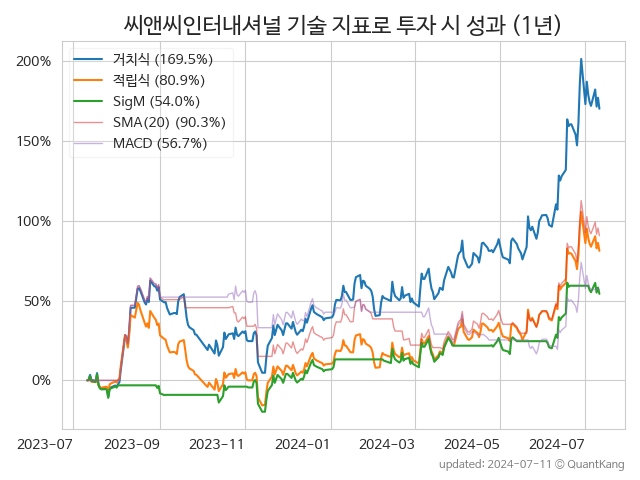 씨앤씨인터내셔널 기술 지표로 투자 시 성과 (1년)
거치식 (169.5%)
적립식 (80.9%)
SigM (54.0%)
SMA(20) (90.3%)
MACD (56.7%)
200%
150%
100%
50%
0%
2023-07 2023-09 2023-11 2024-01 2024-03 2024-05 2024-07
updated: 2024-07-11 © QuantKang